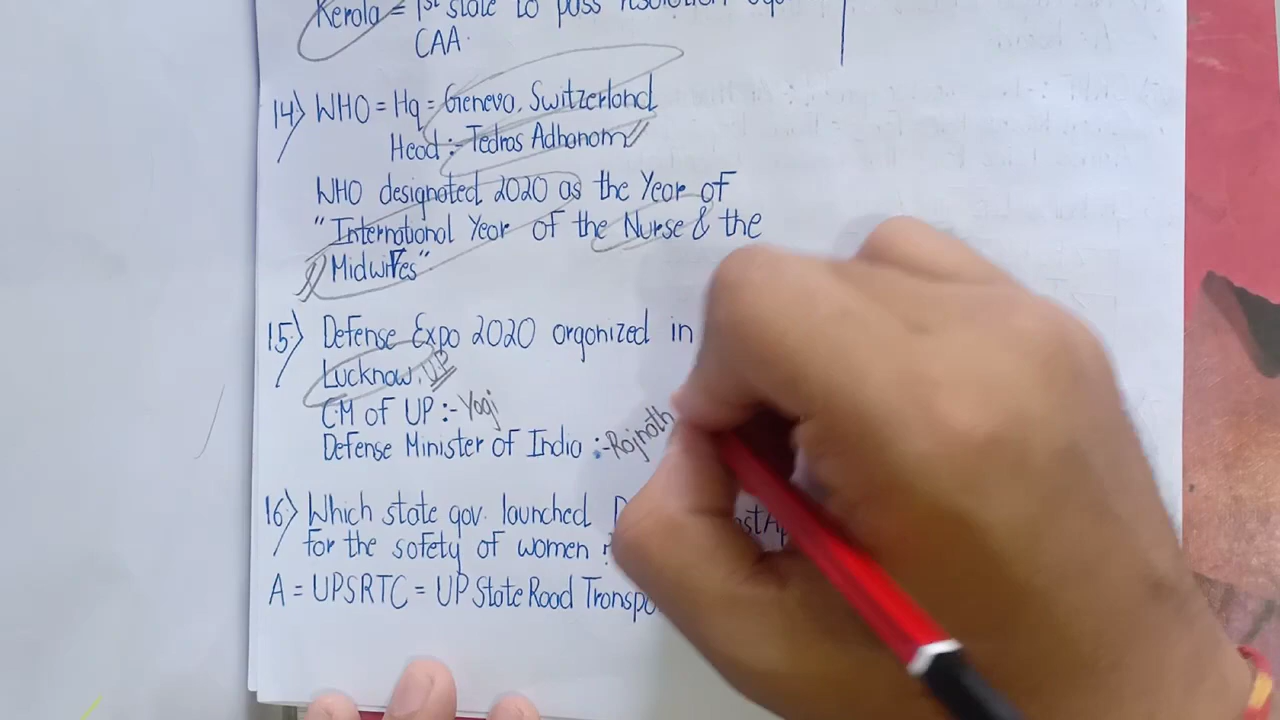 Kerala = 1st state to pass resolution
CAA.
14) WHO = Hq = Geneva, Switzerland
Head :- Tedros Adhanom
WHO designated 2020 as the Year of
"International Year of the Nurse & the
Midwifes"
15) Defense Expo 2020 organized in
Lucknow, UP
CM of UP :- Yogi
Defense Minister of India :- Rajnath
16) Which state gov. launched
for the safety of women ?
A = UPSRTC = UP State Road